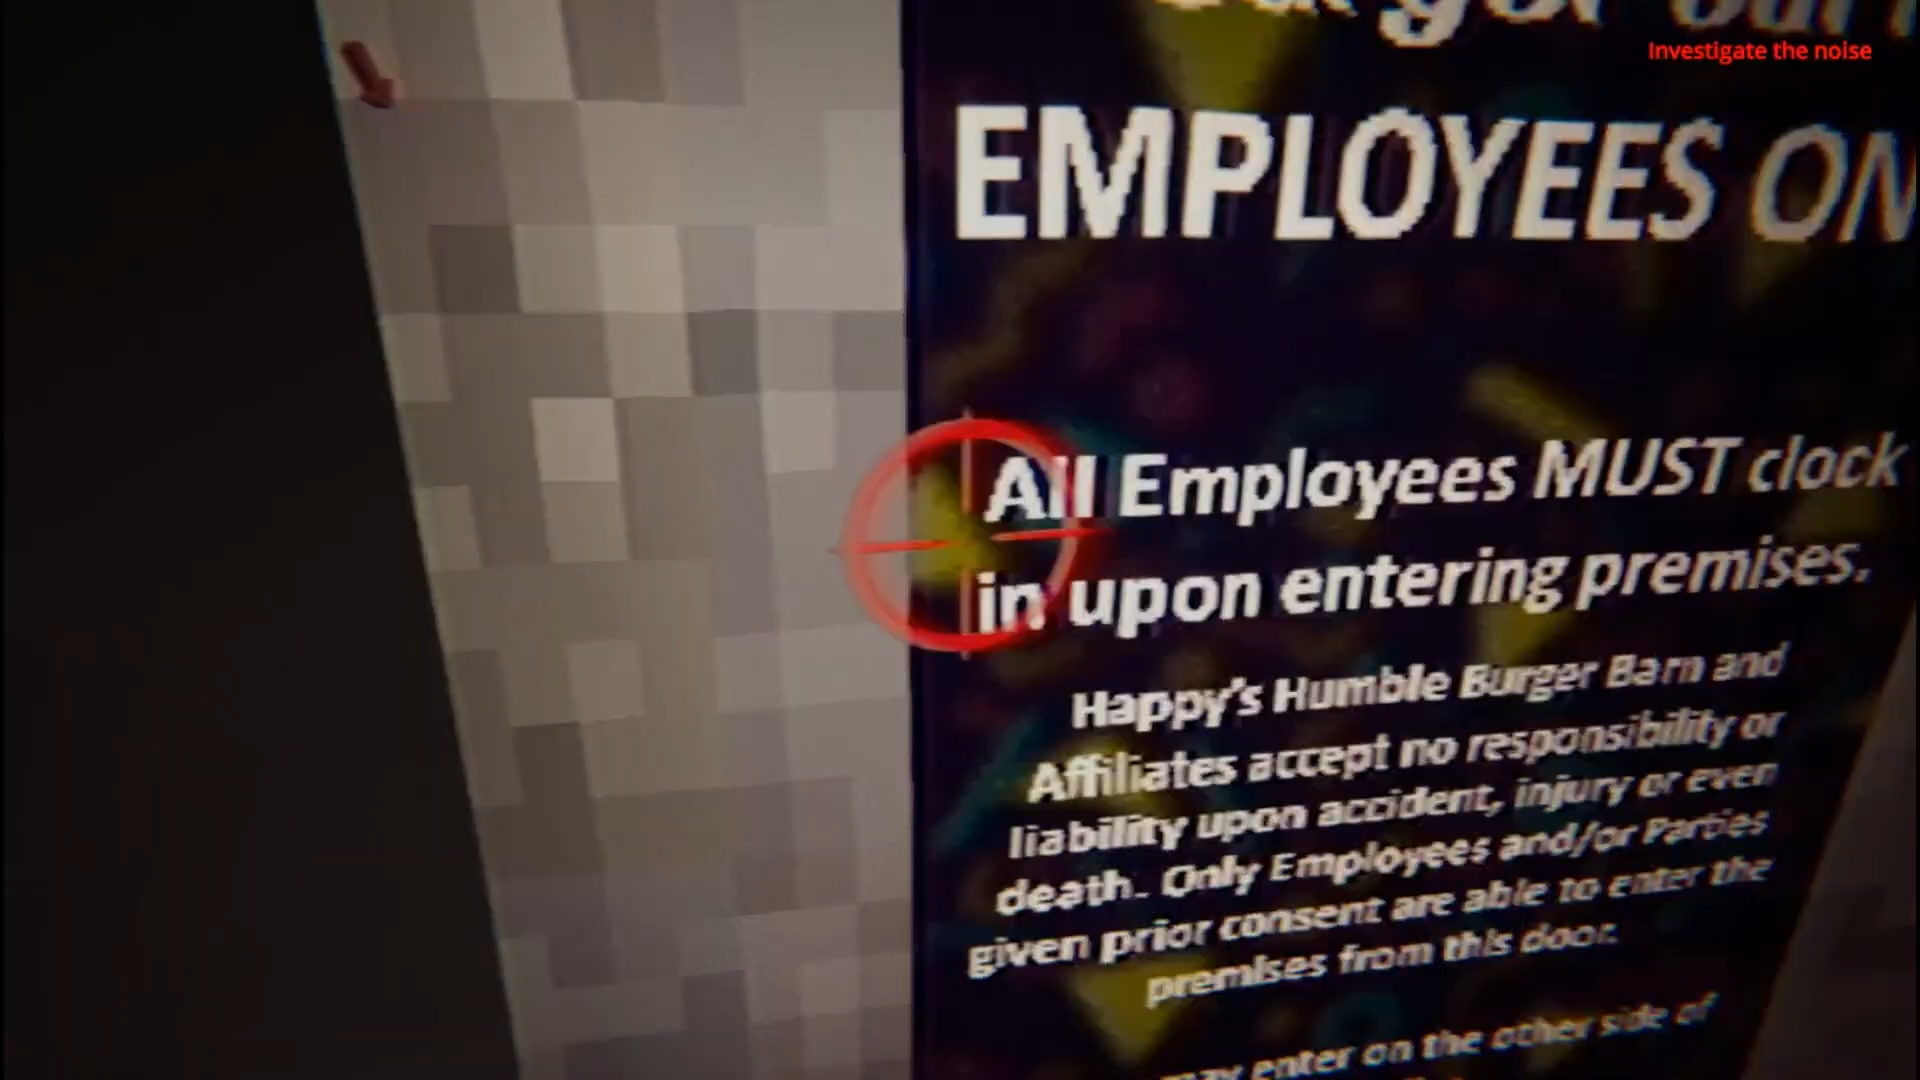 Investigate the noise
EMPLOYEES ON
All Employees MUST clock
in upon entering premises.
Happy's Humble Burger Barn and
Affiliates accept no responsibility or
liability upon accident, injury or even
death. Only Employees and/or Parties
given prior consent are able to enter the
premises from this door.
may enter on the other side of